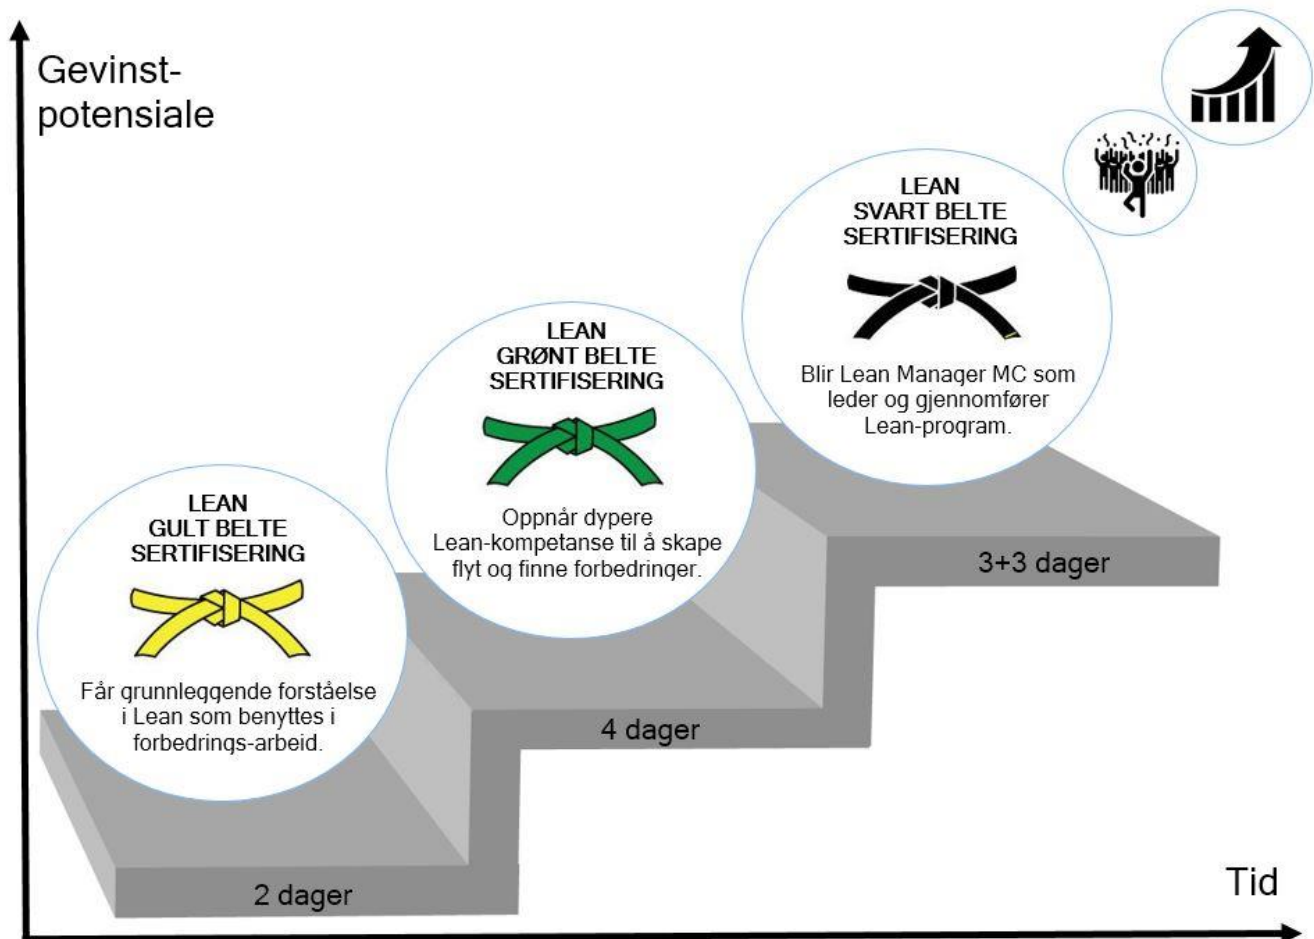 Gevinst-
potensiale
LEAN
SVART BELTE
SERTIFISERING
Blir Lean Manager MC som
leder og gjennomfører
Lean-program.
LEAN
GRØNT BELTE
SERTIFISERING
Oppnår dypere
Lean-kompetanse til å skape
flyt og finne forbedringer.
LEAN
GULT BELTE
SERTIFISERING
Får grunnleggende forståelse
i Lean som benyttes i
forbedrings-arbeid.
3+3 dager
4 dager
2 dager
Tid